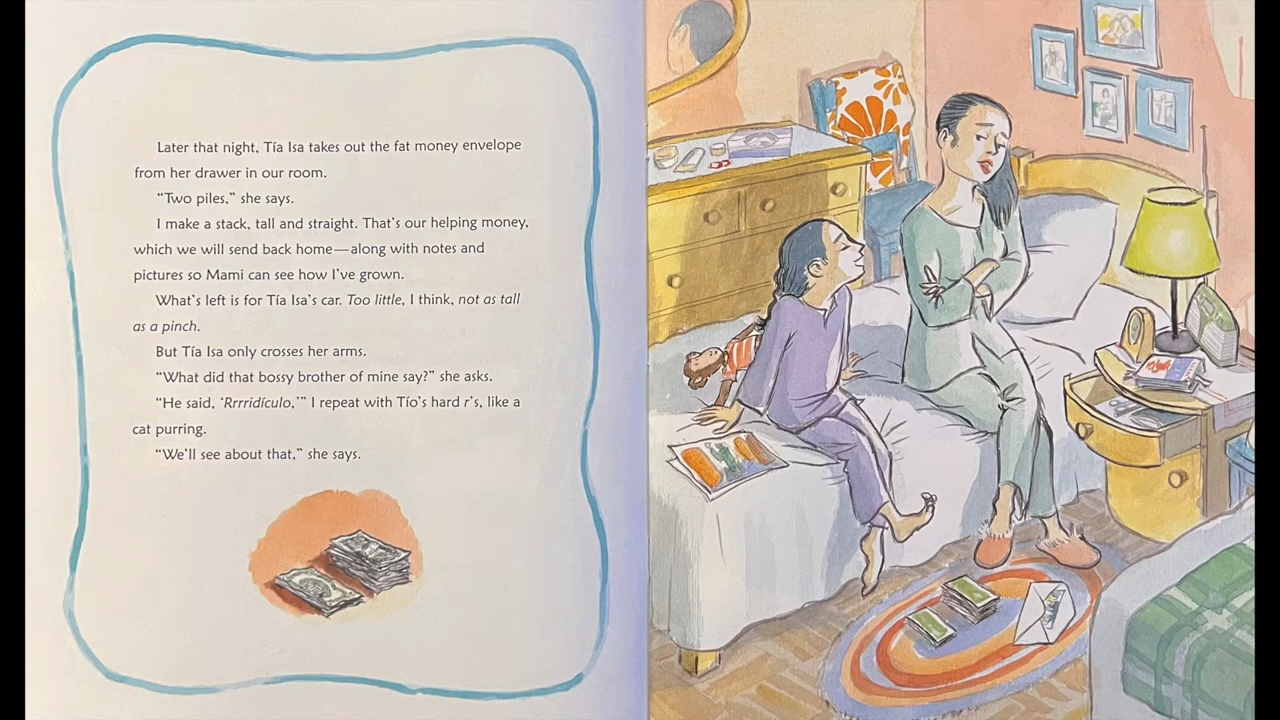 Later that night, Tía Isa takes out the fat money envelope
from her drawer in our room.
“Two piles,” she says.
I make a stack, tall and straight. That’s our helping money,
which we will send back home—along with notes and
pictures so Mami can see how I’ve grown.
What’s left is for Tía Isa’s car. Too little, I think, not as tall
as a pinch.
But Tía Isa only crosses her arms.
“What did that bossy brother of mine say?” she asks.
“He said, ‘Rrrridículo,’” I repeat with Tío’s hard r’s, like a
cat purring.
“We’ll see about that,” she says.